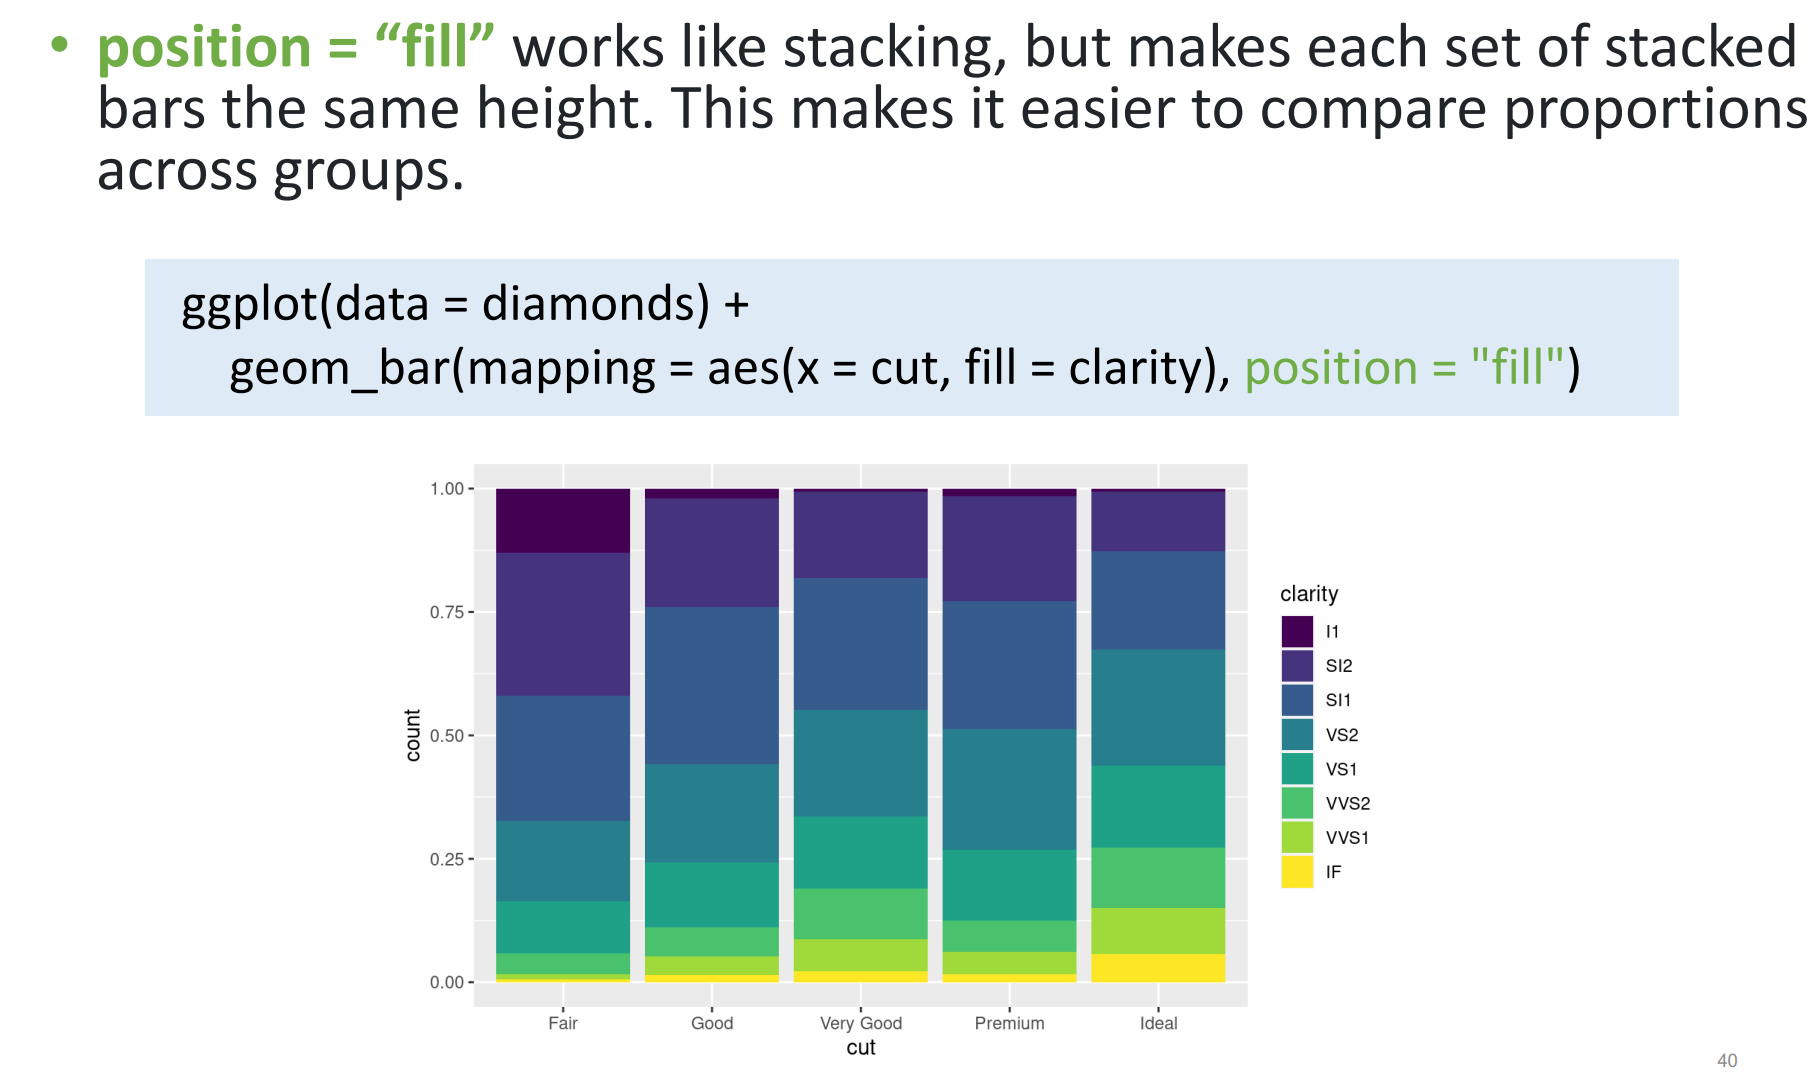 • position = “fill” works like stacking, but makes each set of stacked
bars the same height. This makes it easier to compare proportions
across groups.
ggplot(data = diamonds) +
geom_bar(mapping = aes(x = cut, fill = clarity), position = "fill")
1.00
0.75
0.50
0.25
0.00
count
Fair Good Very Good Premium Ideal
cut
clarity
I1
SI2
SI1
VS2
VS1
VVS2
VVS1
IF
40